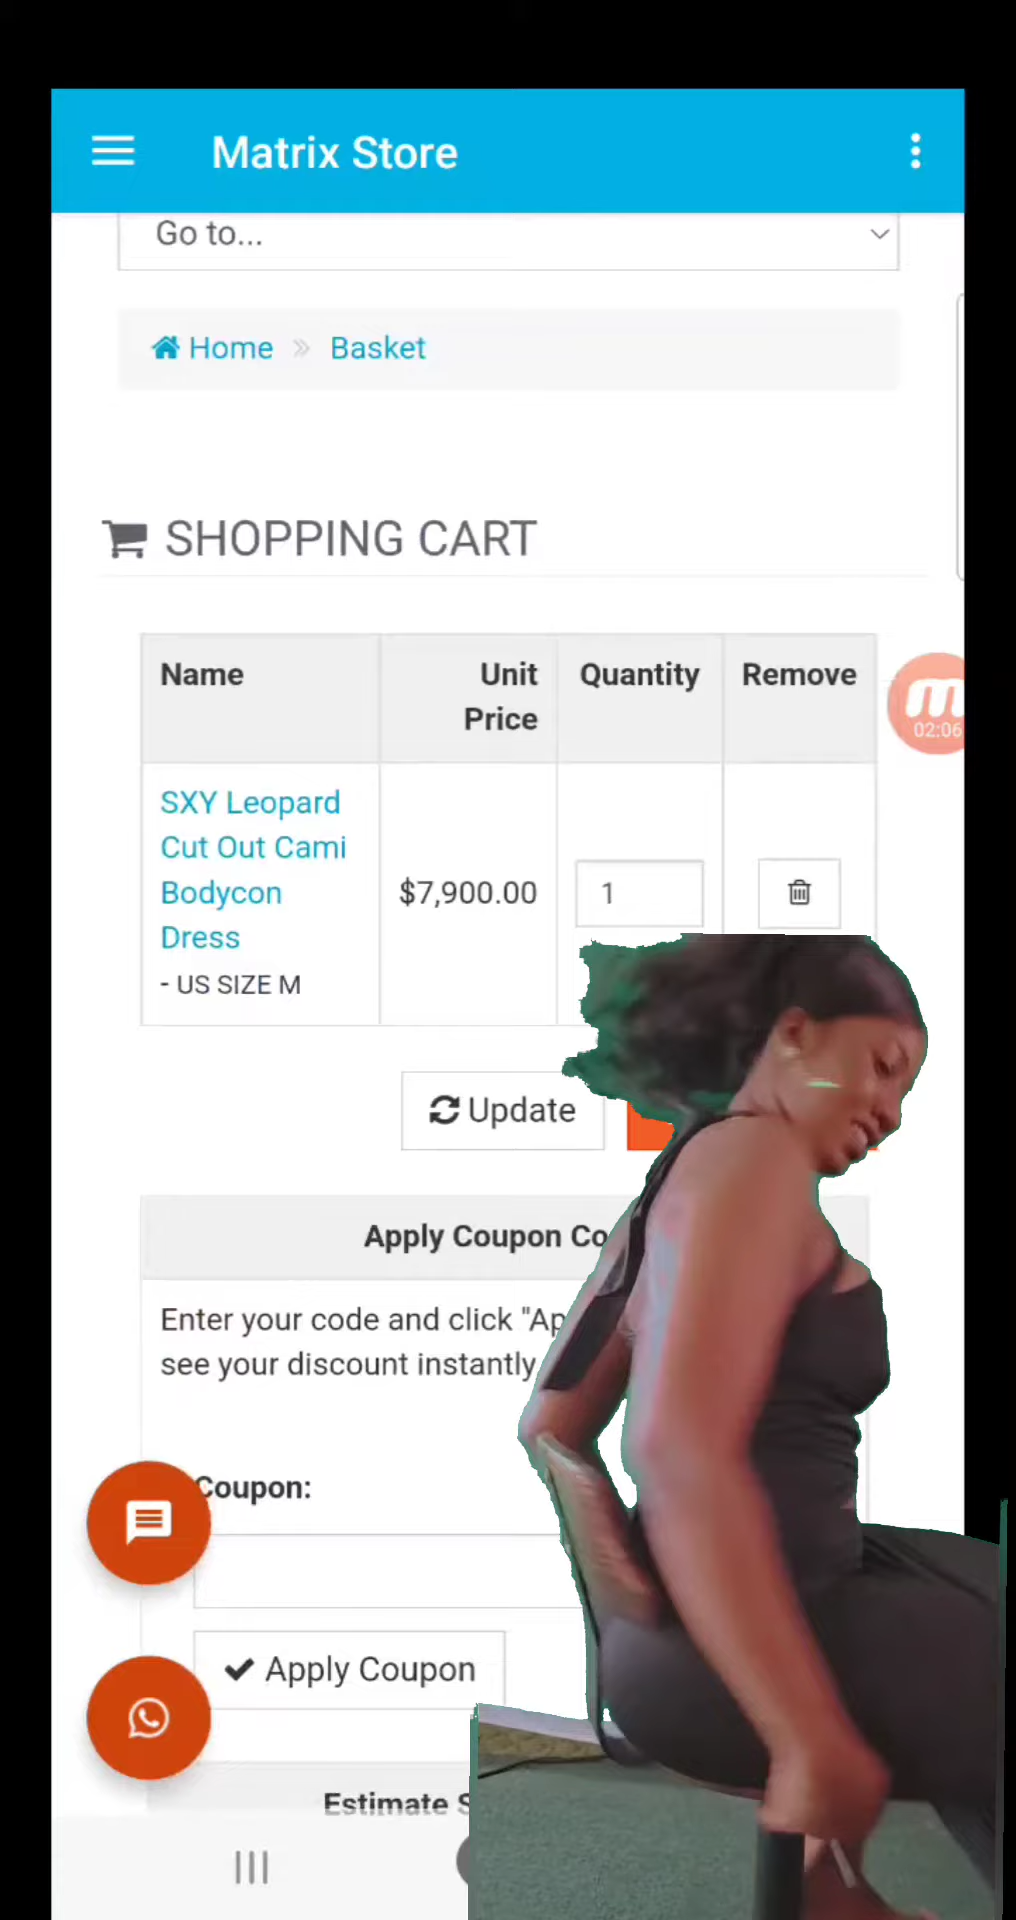 Matrix Store
Go to...
Home » Basket
SHOPPING CART
Name
Unit
Price
Quantity
Remove
SXY Leopard
Cut Out Cami
Bodycon
Dress
- US SIZE M
$7,900.00
1
02:06
Update
Apply Coupon Co
Enter your code and click "Ap
see your discount instantly
Coupon:
Apply Coupon
Estimate S